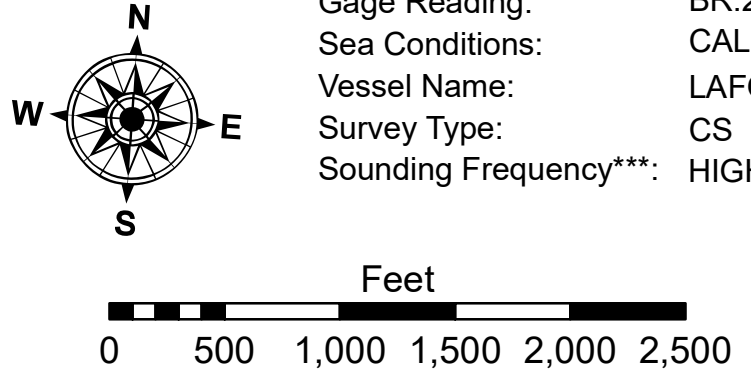 N
W
E
S
Gage Reading:
Sea Conditions:
Vessel Name:
Survey Type: CS
Sounding Frequency***:
Feet
0 500 1,000 1,500 2,000 2,500